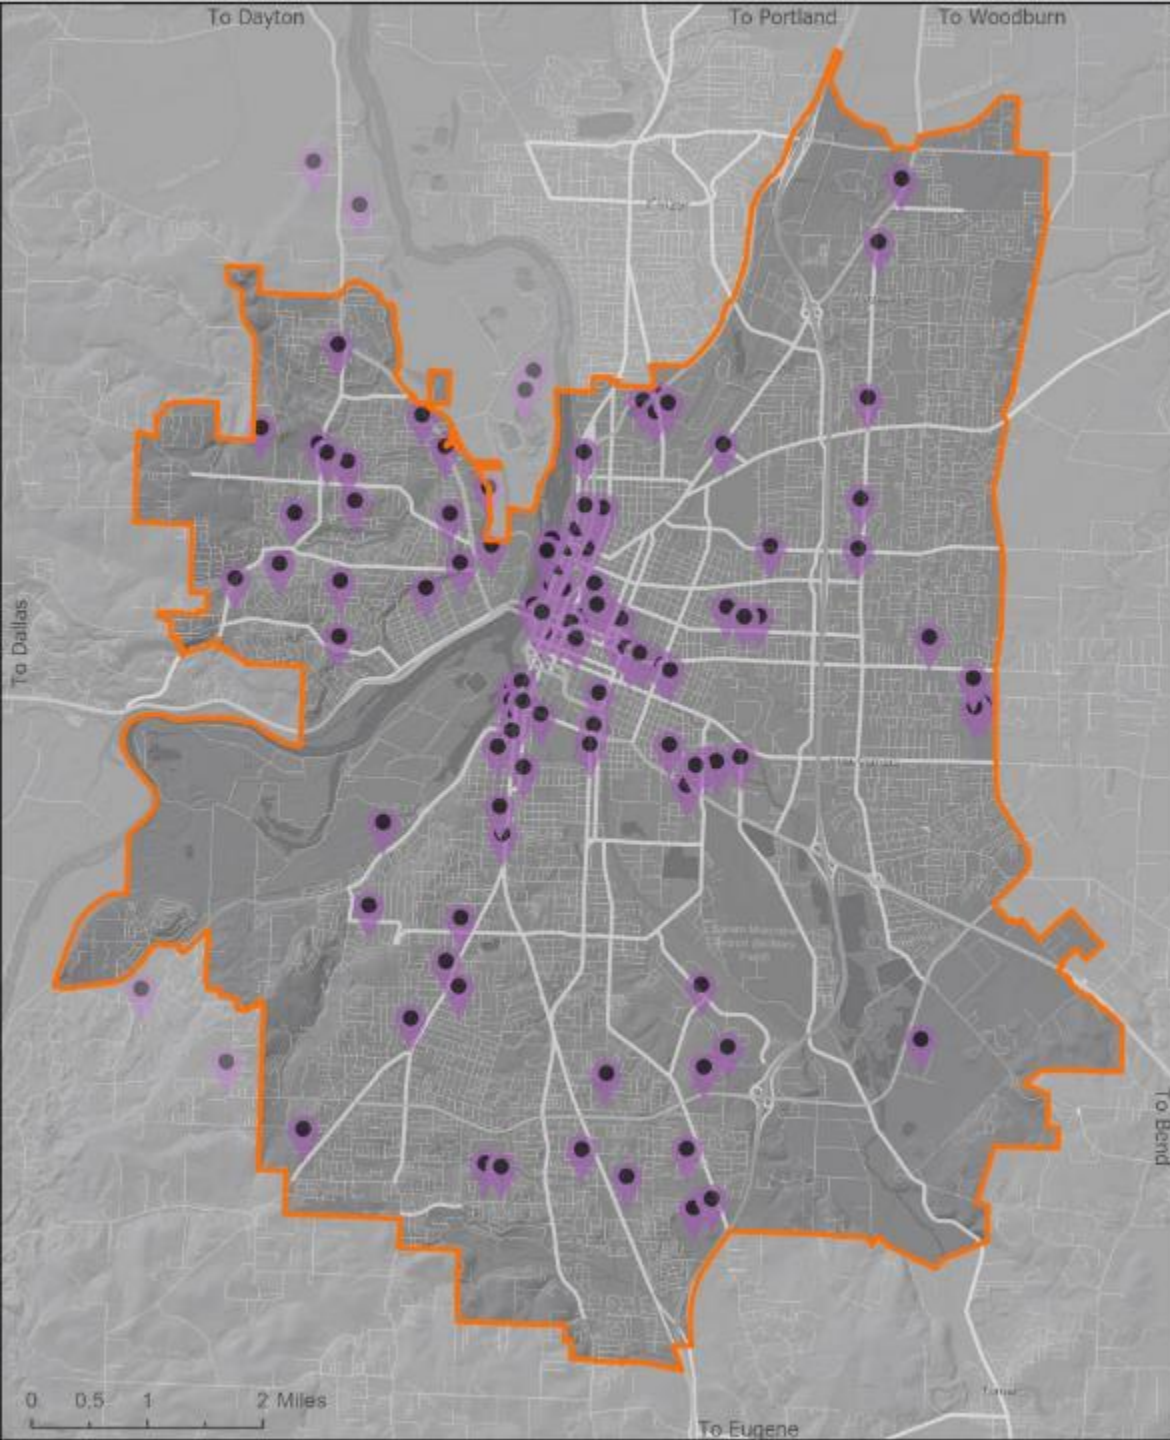 To Dayton
To Portland
To Woodburn
To Dallas
To Bend
0 0.5 1 2 Miles
To Eugene